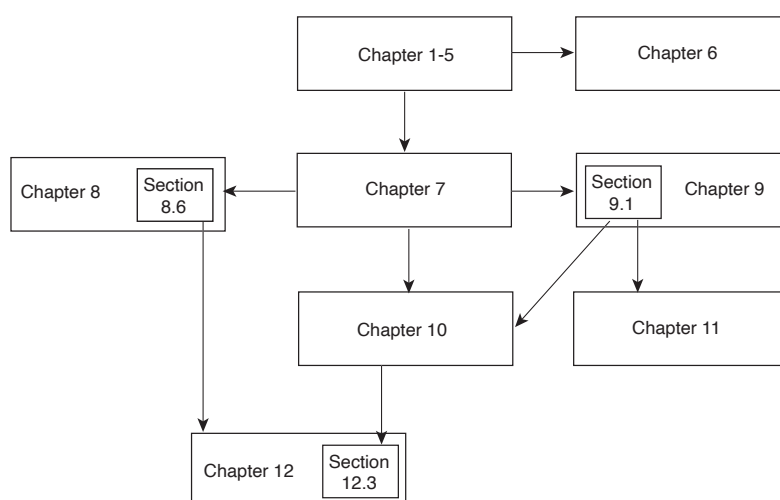 Chapter 1-5
Chapter 6
Chapter 8
Section
8.6
Chapter 7
Section
9.1
Chapter 9
Chapter 10
Chapter 11
Chapter 12
Section
12.3